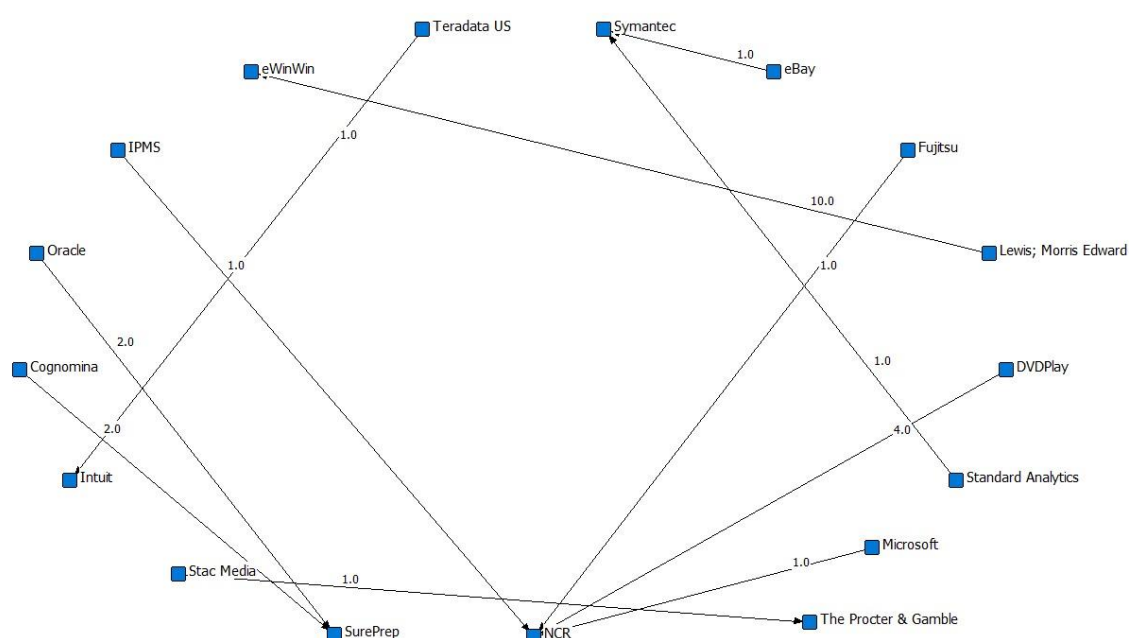 Teradata US
Symantec
1.0
eWinWin
eBay
1.0
IPMS
Fujitsu
10.0
Oracle
Lewis; Morris Edward
1.0
1.0
2.0
1.0
Cognomina
DVDPlay
2.0
4.0
Intuit
Standard Analytics
Microsoft
1.0
Stac Media
1.0
The Procter & Gamble
SurePrep
NCR